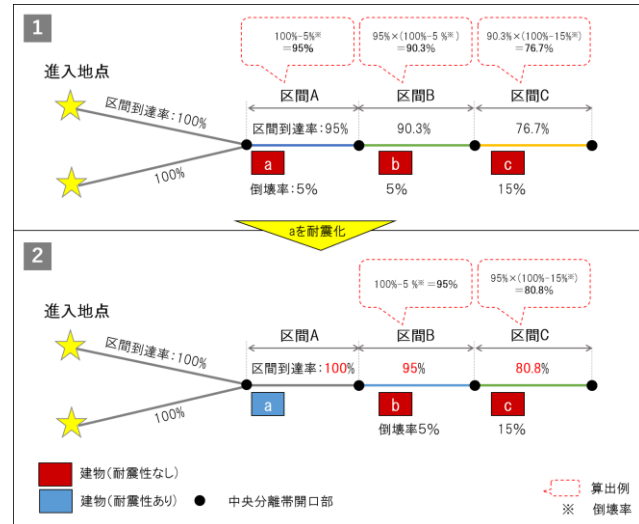 1
100%-5%※
=95%
95%×(100%-5 %※)
=90.3%
90.3%×(100%-15%※)
=76.7%
進入地点
区間A
区間B
区間C
区間到達率:100%
区間到達率:95%
90.3%
76.7%
100%
a
b
c
倒壊率:5%
5%
15%
aを耐震化
2
100%-5 %※ =95%
95%×(100%-15%※)
=80.8%
進入地点
区間A
区間B
区間C
区間到達率:100%
区間到達率:100%
95%
80.8%
100%
a
b
c
倒壊率5%
15%
建物(耐震性なし)
建物(耐震性あり)
中央分離帯開口部
算出例
※ 倒壊率